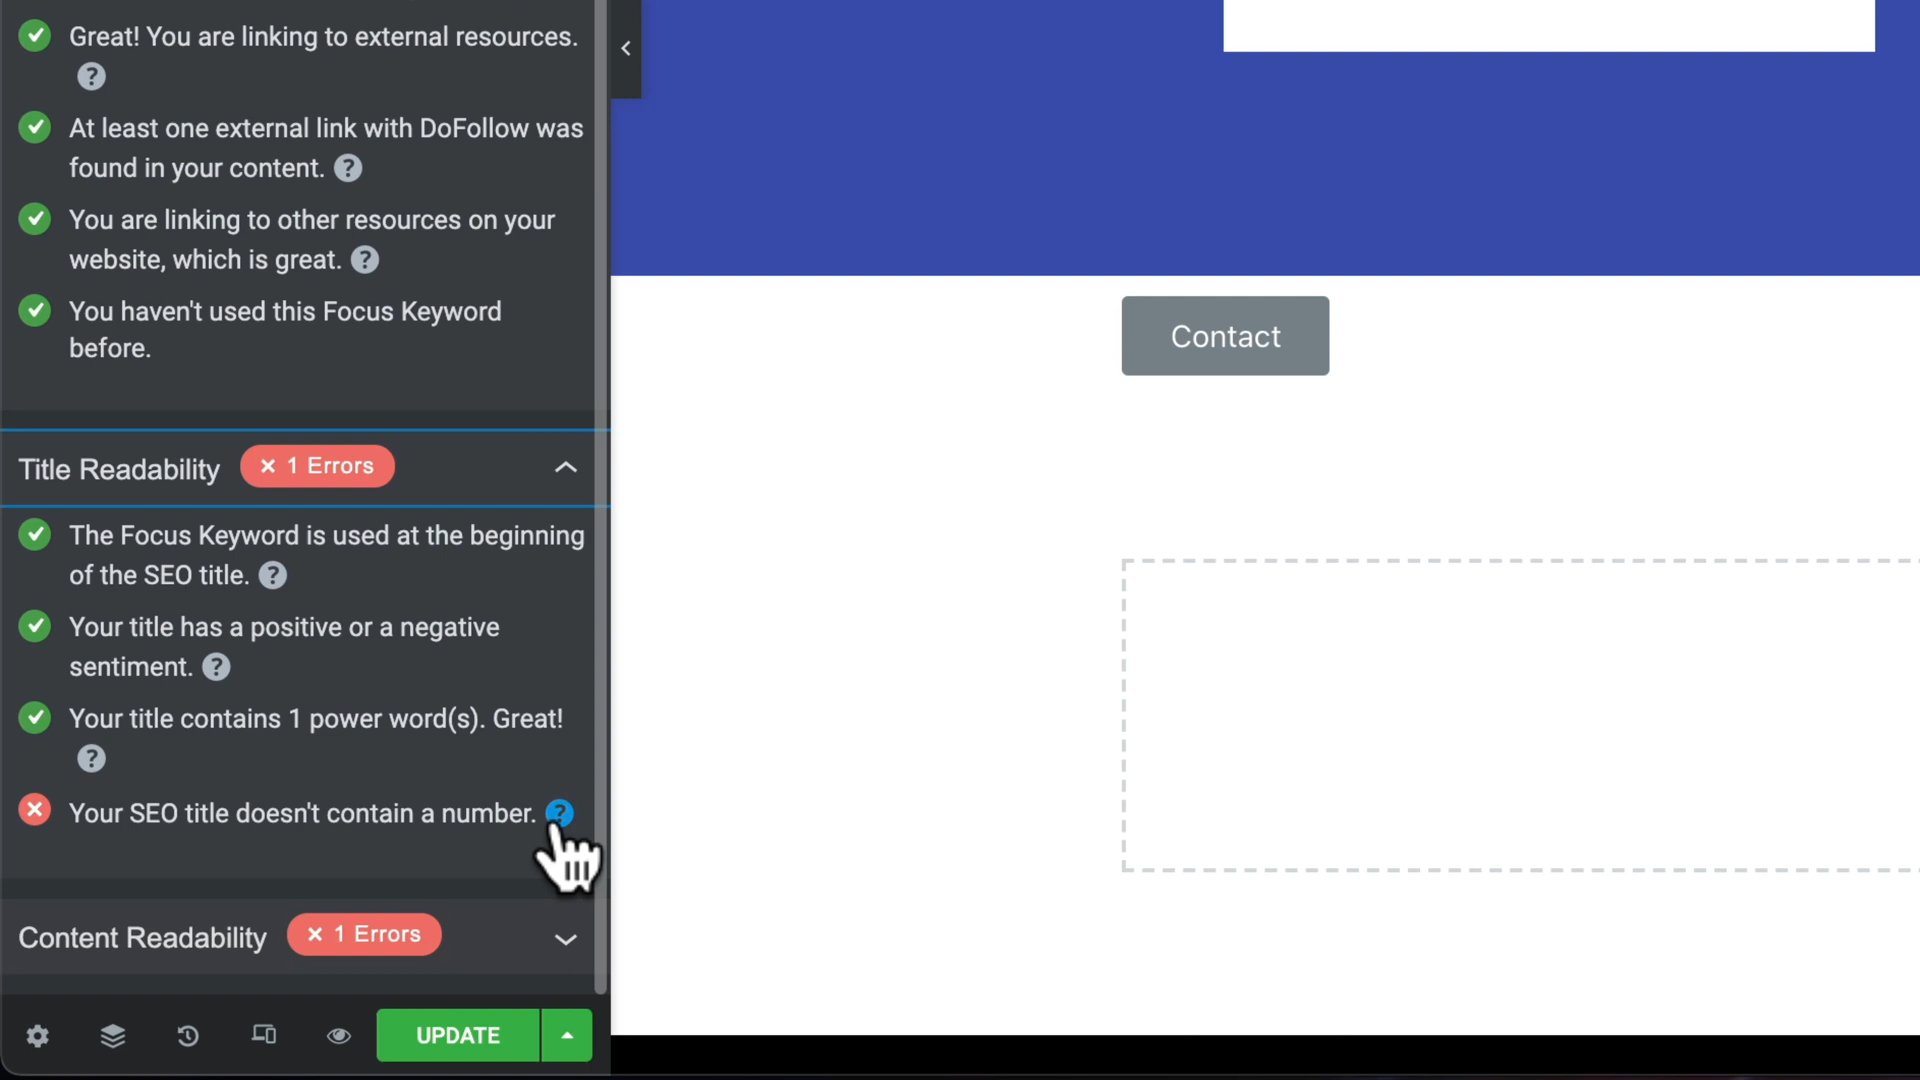 Great! You are linking to external resources.
?
At least one external link with DoFollow was
found in your content. ?
You are linking to other resources on your
website, which is great. ?
You haven't used this Focus Keyword
before.
Title Readability × 1 Errors
The Focus Keyword is used at the beginning
of the SEO title. ?
Your title has a positive or a negative
sentiment. ?
Your title contains 1 power word(s). Great!
?
Your SEO title doesn't contain a number. ?
Content Readability × 1 Errors
UPDATE
Contact